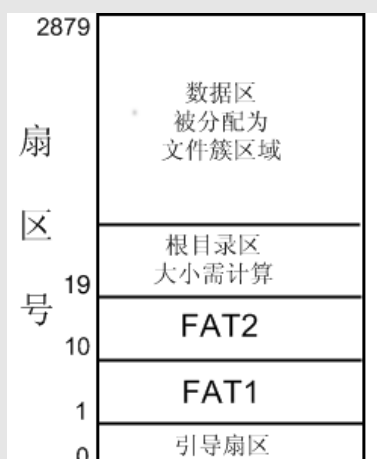 2879
数据区
被分配为
文件簇区域
扇
区
号
根目录区
大小需计算
19
FAT2
10
FAT1
1
引导扇区
0